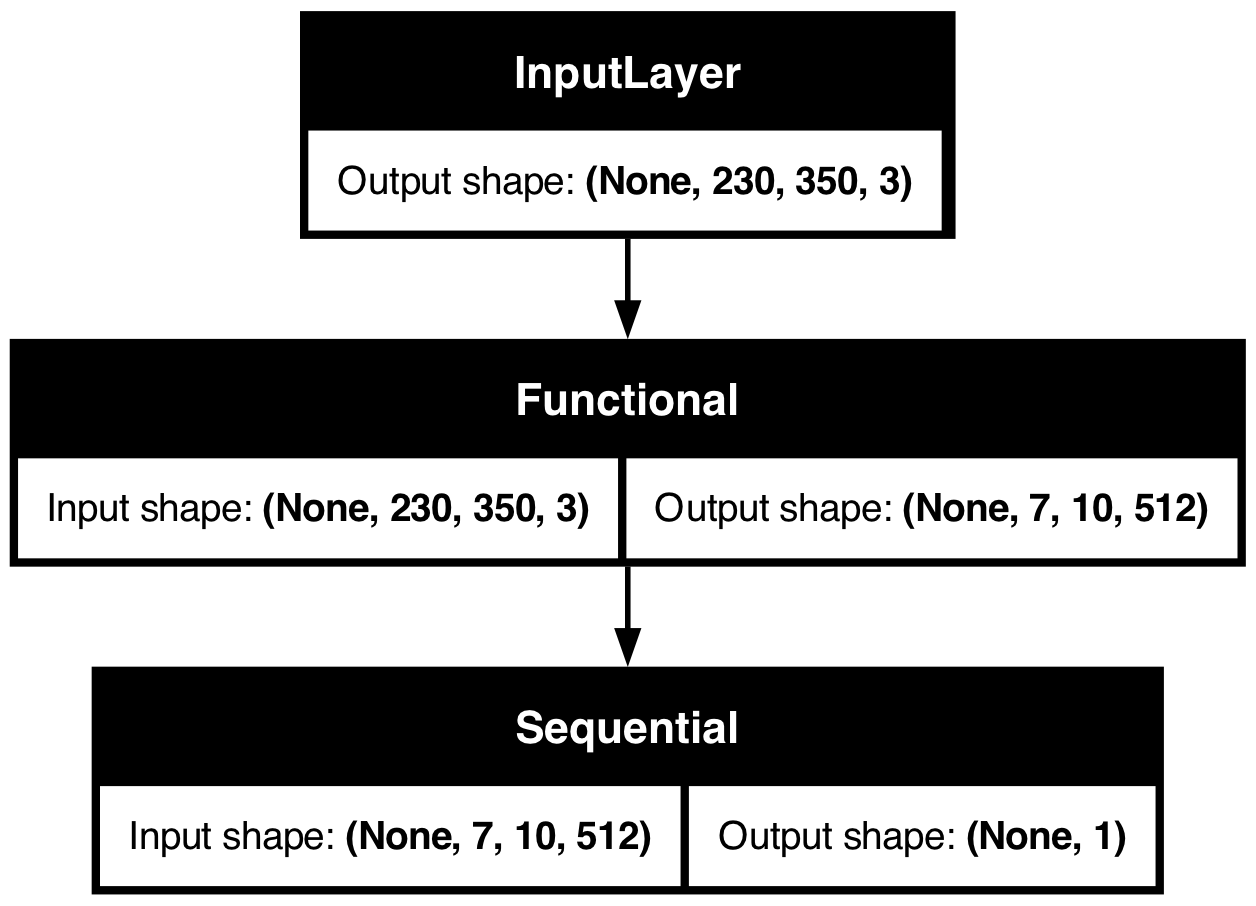 InputLayer
Output shape: (None, 230, 350, 3)
Functional
Input shape: (None, 230, 350, 3)
Output shape: (None, 7, 10, 512)
Sequential
Input shape: (None, 7, 10, 512)
Output shape: (None, 1)